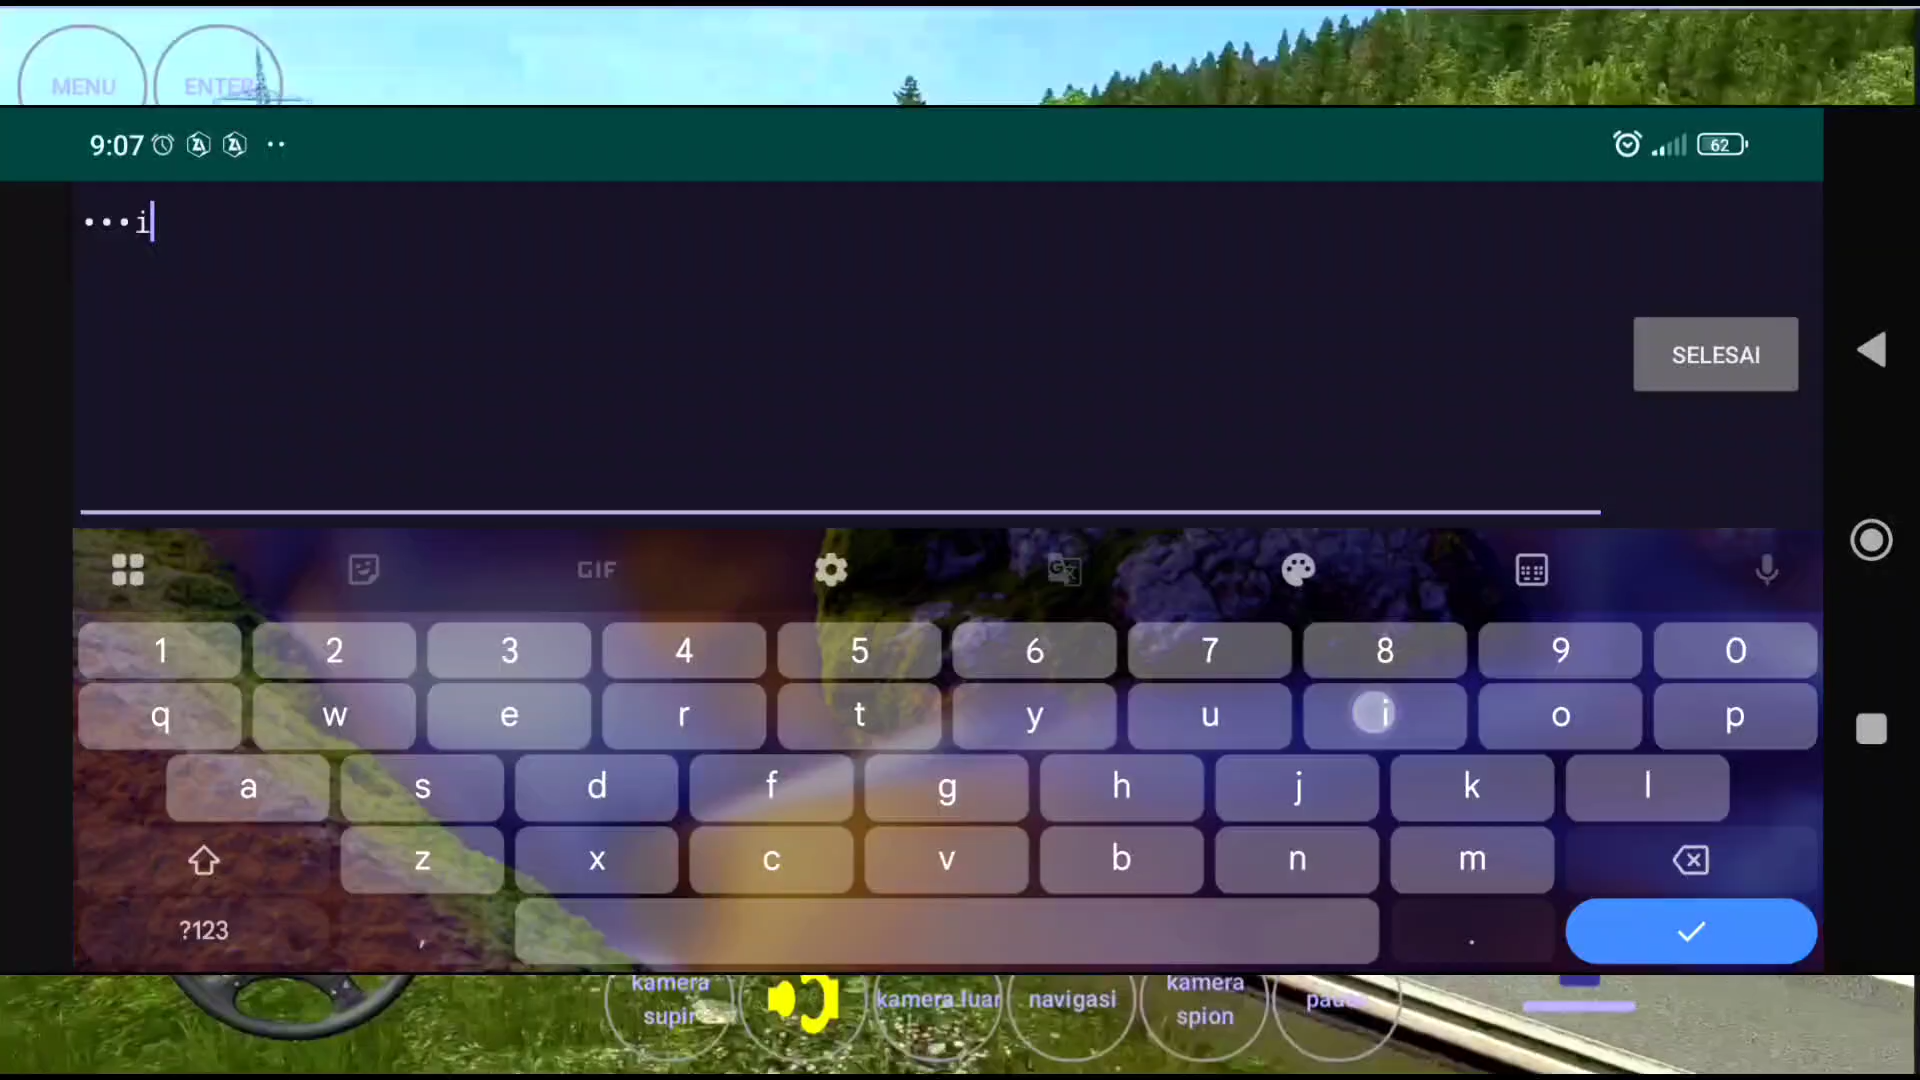 MENU ENTER
9:07 62
•••i
SELESAI
GIF
1 2 3 4 5 6 7 8 9 0
q w e r t y u i o p
a s d f g h j k l
z x c v b n m
?123 , .
kamera supir
kamera luar
navigasi
kamera spion